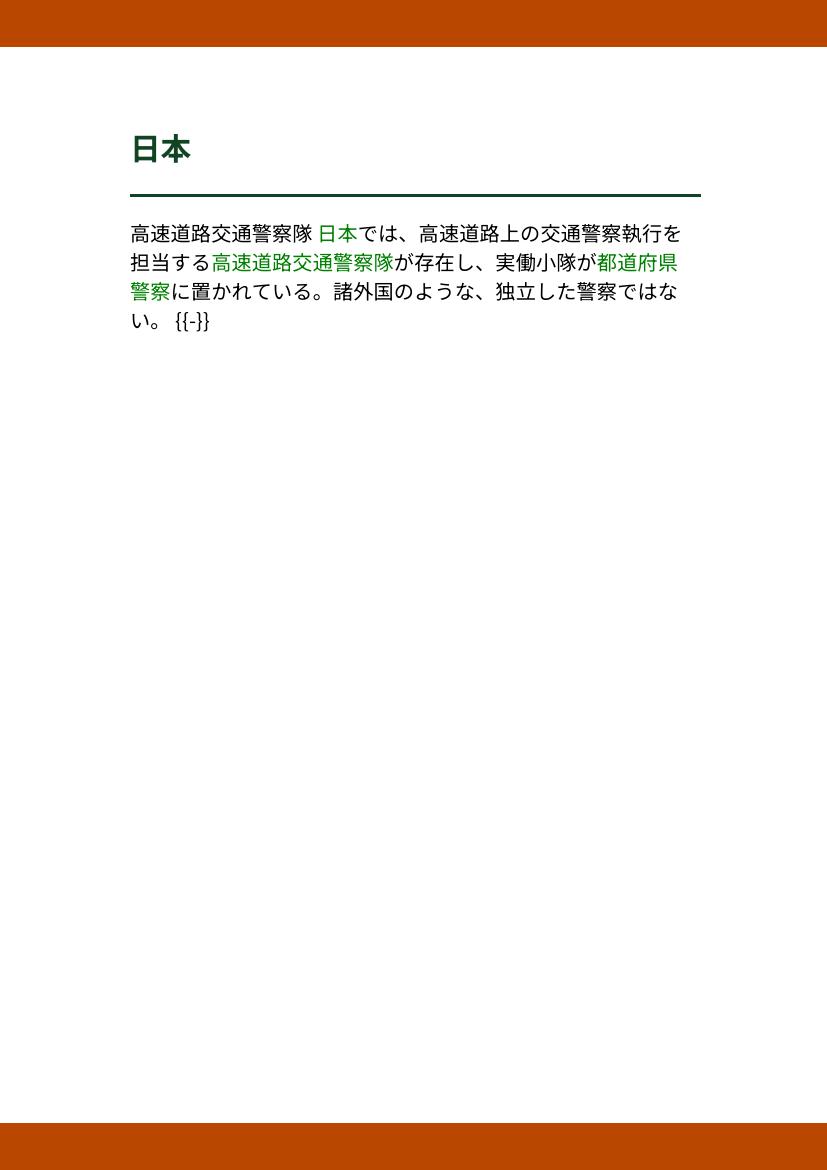 日本
高速道路交通警察隊 日本では、高速道路上の交通警察執行を
担当する高速道路交通警察隊が存在し、実働小隊が都道府県
警察に置かれている。諸外国のような、独立した警察ではな
い。 {{-}}